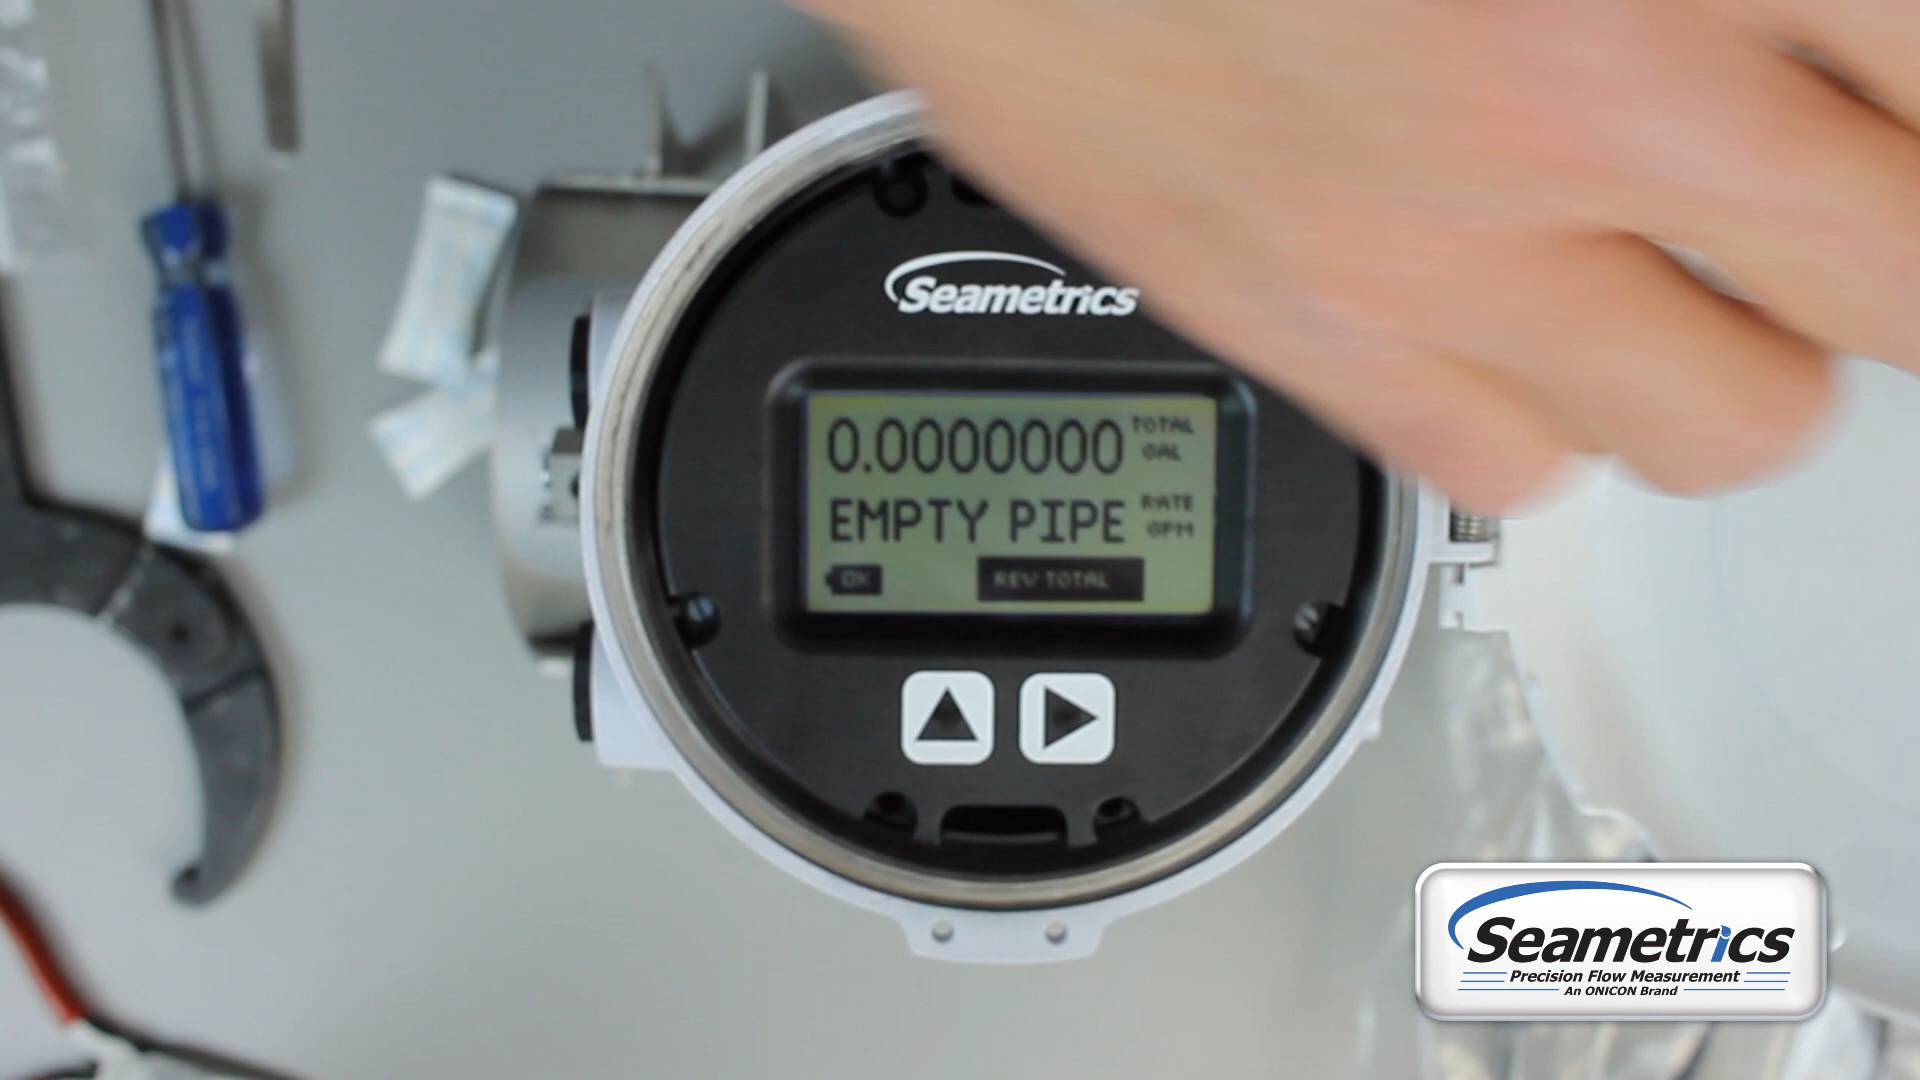 Seametrics
0.0000000 TOTAL GAL
EMPTY PIPE RATE GPM
OK REV TOTAL
Seametrics
Precision Flow Measurement
An ONICON Brand